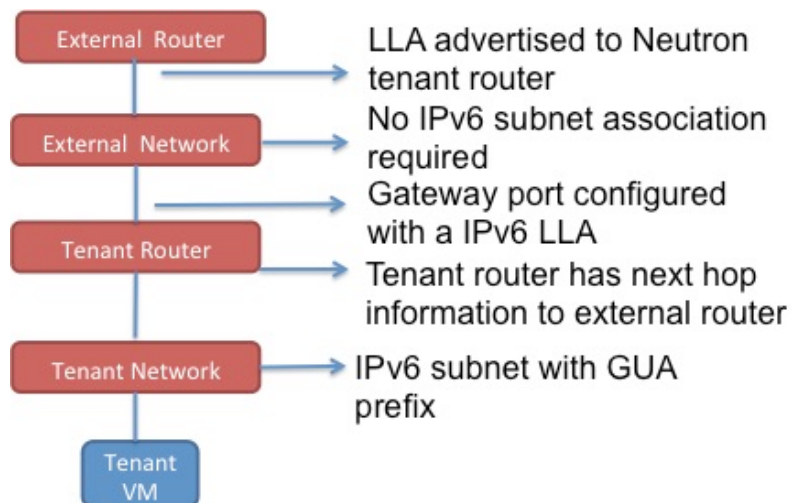 External Router
LLA advertised to Neutron
tenant router
External Network
No IPv6 subnet association
required
Gateway port configured
with a IPv6 LLA
Tenant Router
Tenant router has next hop
information to external router
Tenant Network
IPv6 subnet with GUA
prefix
Tenant
VM